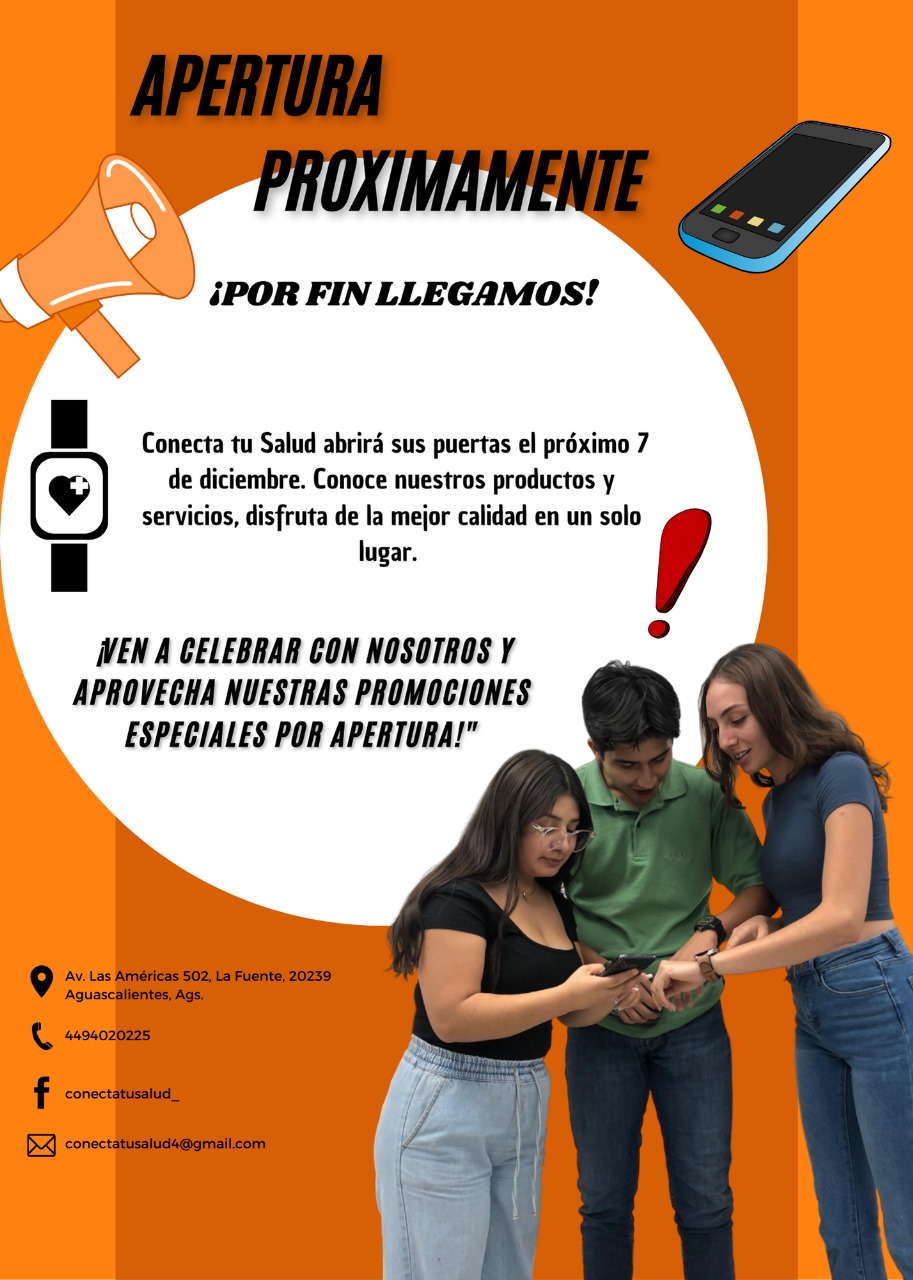 APERTURA
PROXIMAMENTE
¡POR FIN LLEGAMOS!
Conecta tu Salud abrirá sus puertas el próximo 7
de diciembre. Conoce nuestros productos y
servicios, disfruta de la mejor calidad en un solo
lugar.
¡VEN A CELEBRAR CON NOSOTROS Y
APROVECHA NUESTRAS PROMOCIONES
ESPECIALES POR APERTURA!"
Av. Las Américas 502, La Fuente, 20239
Aguascalientes, Ags.
4494020225
conectatusalud_
conectatusalud4@gmail.com